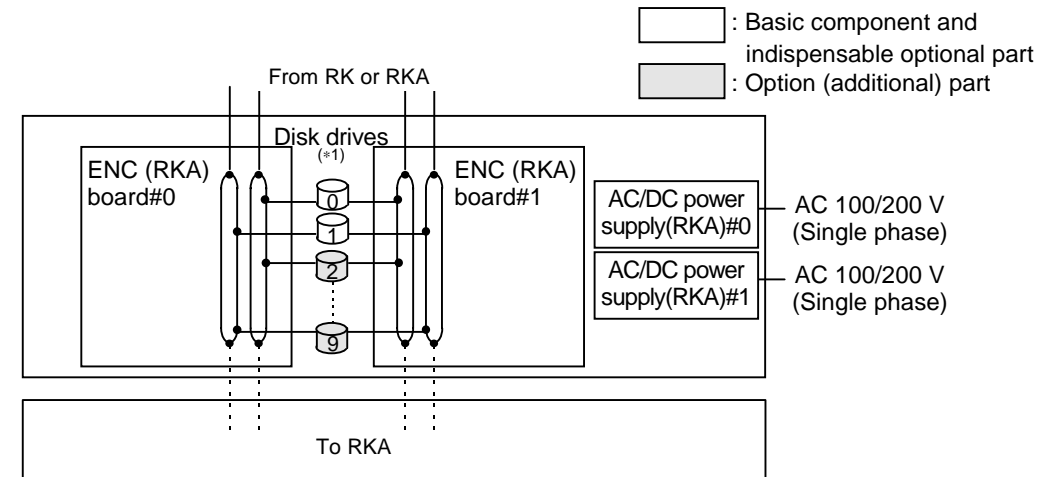 : Basic component and
indispensable optional part
: Option (additional) part
From RK or RKA
Disk drives
(*1)
ENC (RKA)
board#0
ENC (RKA)
board#1
0
1
2
9
AC/DC power
supply(RKA)#0
AC 100/200 V
(Single phase)
AC/DC power
supply(RKA)#1
AC 100/200 V
(Single phase)
To RKA